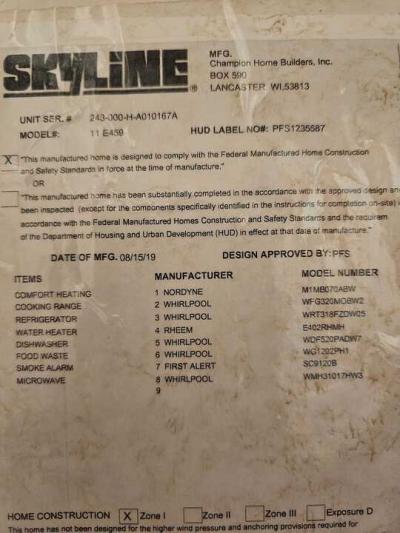 SKYLINE ®
MFG.
Champion Home Builders, Inc.
BOX 590
LANCASTER WI,53813
UNIT SER. # 243-000-H-A010167A
MODEL#: 11 E459 HUD LABEL NO#: PFS1235587
X "This manufactured home is designed to comply with the Federal Manufactured Home Construction
and Safety Standards in force at the time of manufacture."
OR
"This manufactured home has been substantially completed in the accordance with the approved design an
been inspected (except for the components specifically identified in the instructions for completion on-site)
accordance with the Federal Manufactured Homes Construction and Safety Standards and the requirem
of the Department of Housing and Urban Development (HUD) in effect at that date of manufacture."
DATE OF MFG. 08/15/19 DESIGN APPROVED BY: PFS
ITEMS MANUFACTURER MODEL NUMBER
COMFORT HEATING 1 NORDYNE M1MB070ABW
COOKING RANGE 2 WHIRLPOOL WFG320MOBW2
REFRIGERATOR 3 WHIRLPOOL WRT318FZDW05
WATER HEATER 4 RHEEM E402RHMH
DISHWASHER 5 WHIRLPOOL WDF520PADW7
FOOD WASTE 6 WHIRLPOOL WG1202PH1
SMOKE ALARM 7 FIRST ALERT SC9120B
MICROWAVE 8 WHIRLPOOL WMH31017HW3
9
HOME CONSTRUCTION X Zone I Zone II Zone III Exposure D
This home has not been designed for the higher wind pressure and anchoring provisions required for